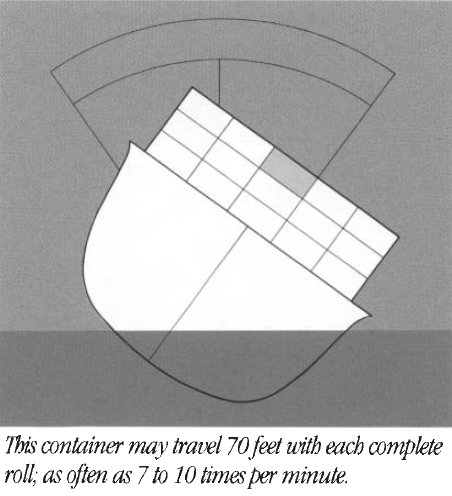 This container may travel 70 feet with each complete
roll; as often as 7 to 10 times per minute.